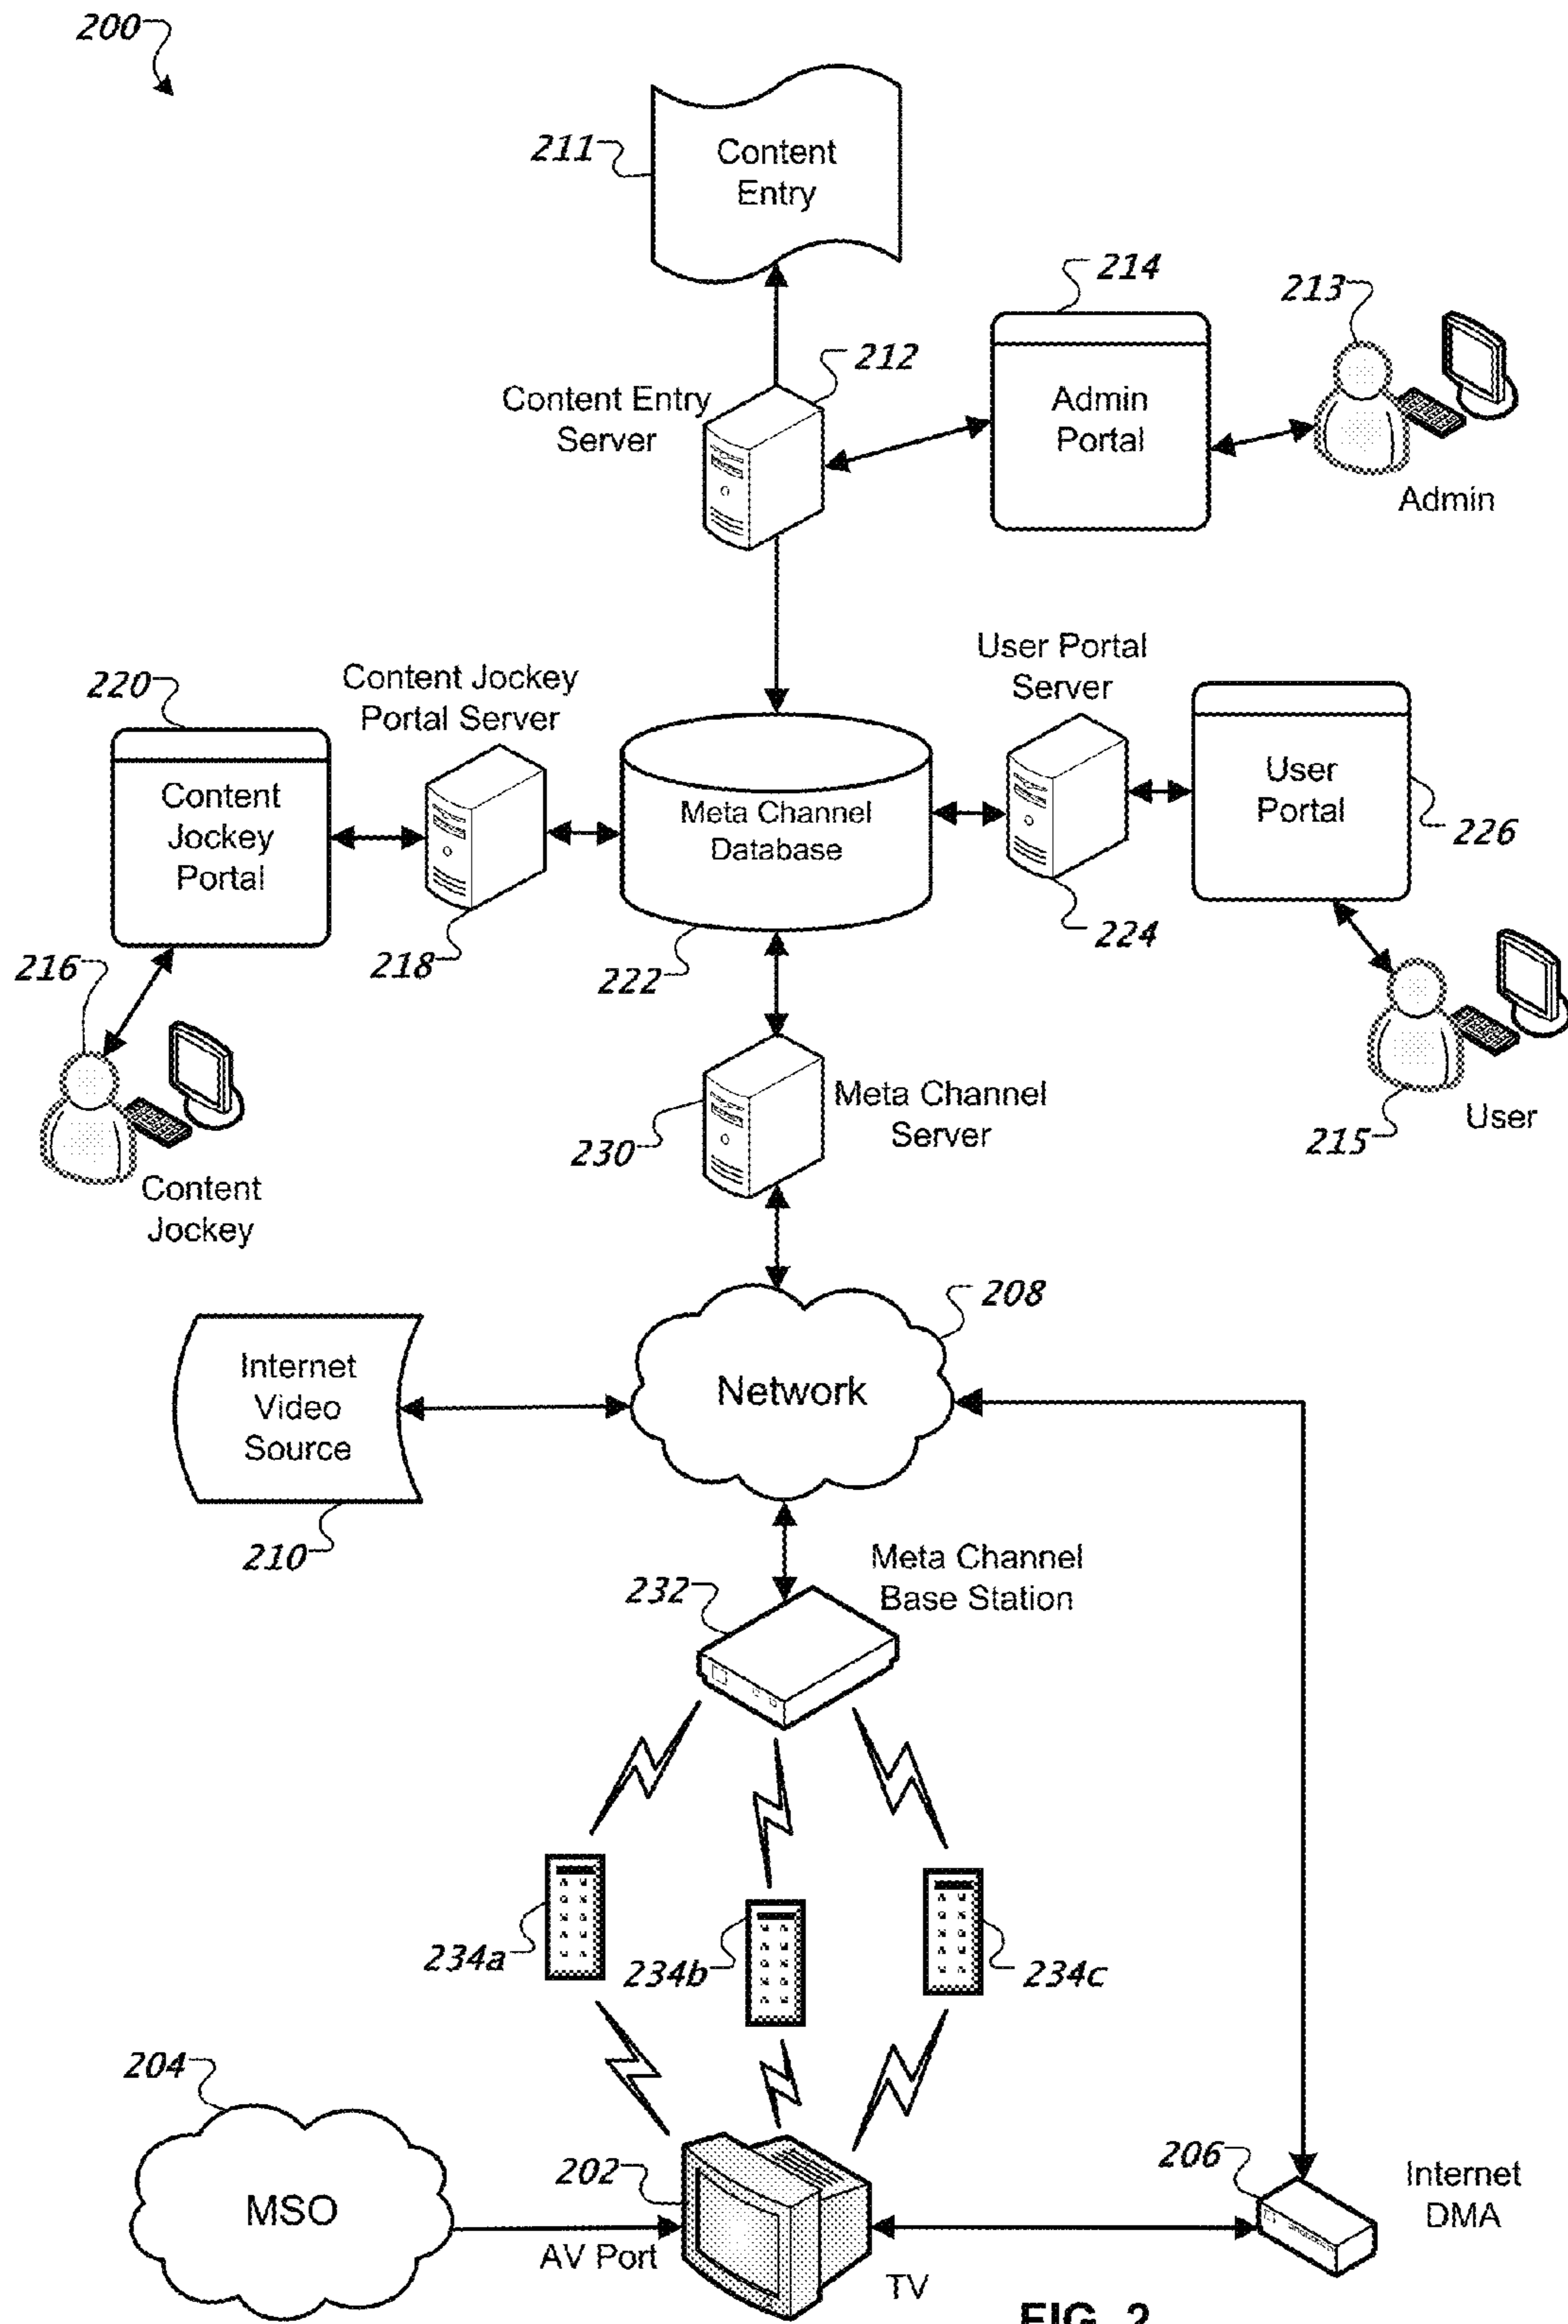 200
211
Content
Entry
214
213
212
Content Entry
Server
Admin
Portal
Admin
220
Content Jockey
Portal Server
User Portal
Server
Content
Jockey
Portal
Meta Channel
Database
User
Portal
226
216
218
222
224
230
Meta Channel
Server
215
User
Content
Jockey
208
Internet
Video
Source
Network
210
232
Meta Channel
Base Station
234a
234b
234c
204
MSO
202
AV Port
TV
206
Internet
DMA
FIG. 2